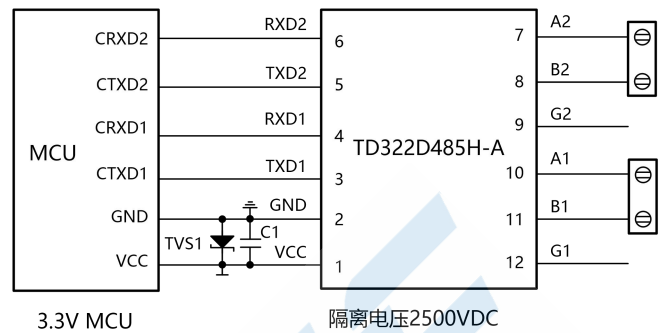 CRXD2
RXD2
6
7
A2
CTXD2
TXD2
5
8
B2
CRXD1
RXD1
4
9
G2
MCU
TD322D485H-A
CTXD1
TXD1
3
10
A1
GND
GND
2
11
B1
TVS1
C1
VCC
VCC
1
12
G1
3.3V MCU
隔离电压2500VDC